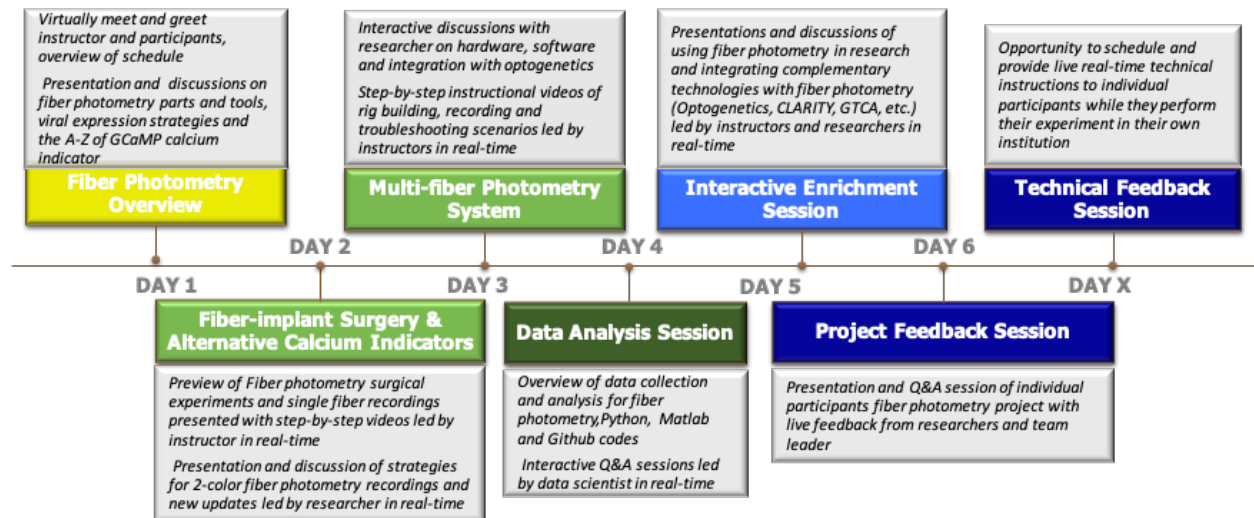 Virtually meet and greet
instructor and participants,
overview of schedule
Presentation and discussions on
fiber photometry parts and tools,
viral expression strategies and
the A-Z of GCaMP calcium
indicator
Fiber Photometry
Overview
DAY 1
DAY 2
Fiber-implant Surgery &
Alternative Calcium Indicators
Preview of Fiber photometry surgical
experiments and single fiber recordings
presented with step-by-step videos led by
instructor in real-time
Presentation and discussion of strategies
for 2-color fiber photometry recordings and
new updates led by researcher in real-time
Interactive discussions with
researcher on hardware, software
and integration with optogenetics
Step-by-step instructional videos of
rig building, recording and
troubleshooting scenarios led by
instructors in real-time
Multi-fiber Photometry
System
DAY 3
DAY 4
Data Analysis Session
Overview of data collection
and analysis for fiber
photometry,Python, Matlab
and Github codes
Interactive Q&A sessions led
by data scientist in real-time
Presentations and discussions of
using fiber photometry in research
and integrating complementary
technologies with fiber photometry
(Optogenetics, CLARITY, GTCA, etc.)
led by instructors and researchers in
real-time
Interactive Enrichment
Session
DAY 5
DAY 6
Project Feedback Session
Presentation and Q&A session of individual
participants fiber photometry project with
live feedback from researchers and team
leader
Opportunity to schedule and
provide live real-time technical
instructions to individual
participants while they perform
their experiment in their own
institution
Technical Feedback
Session
DAY X